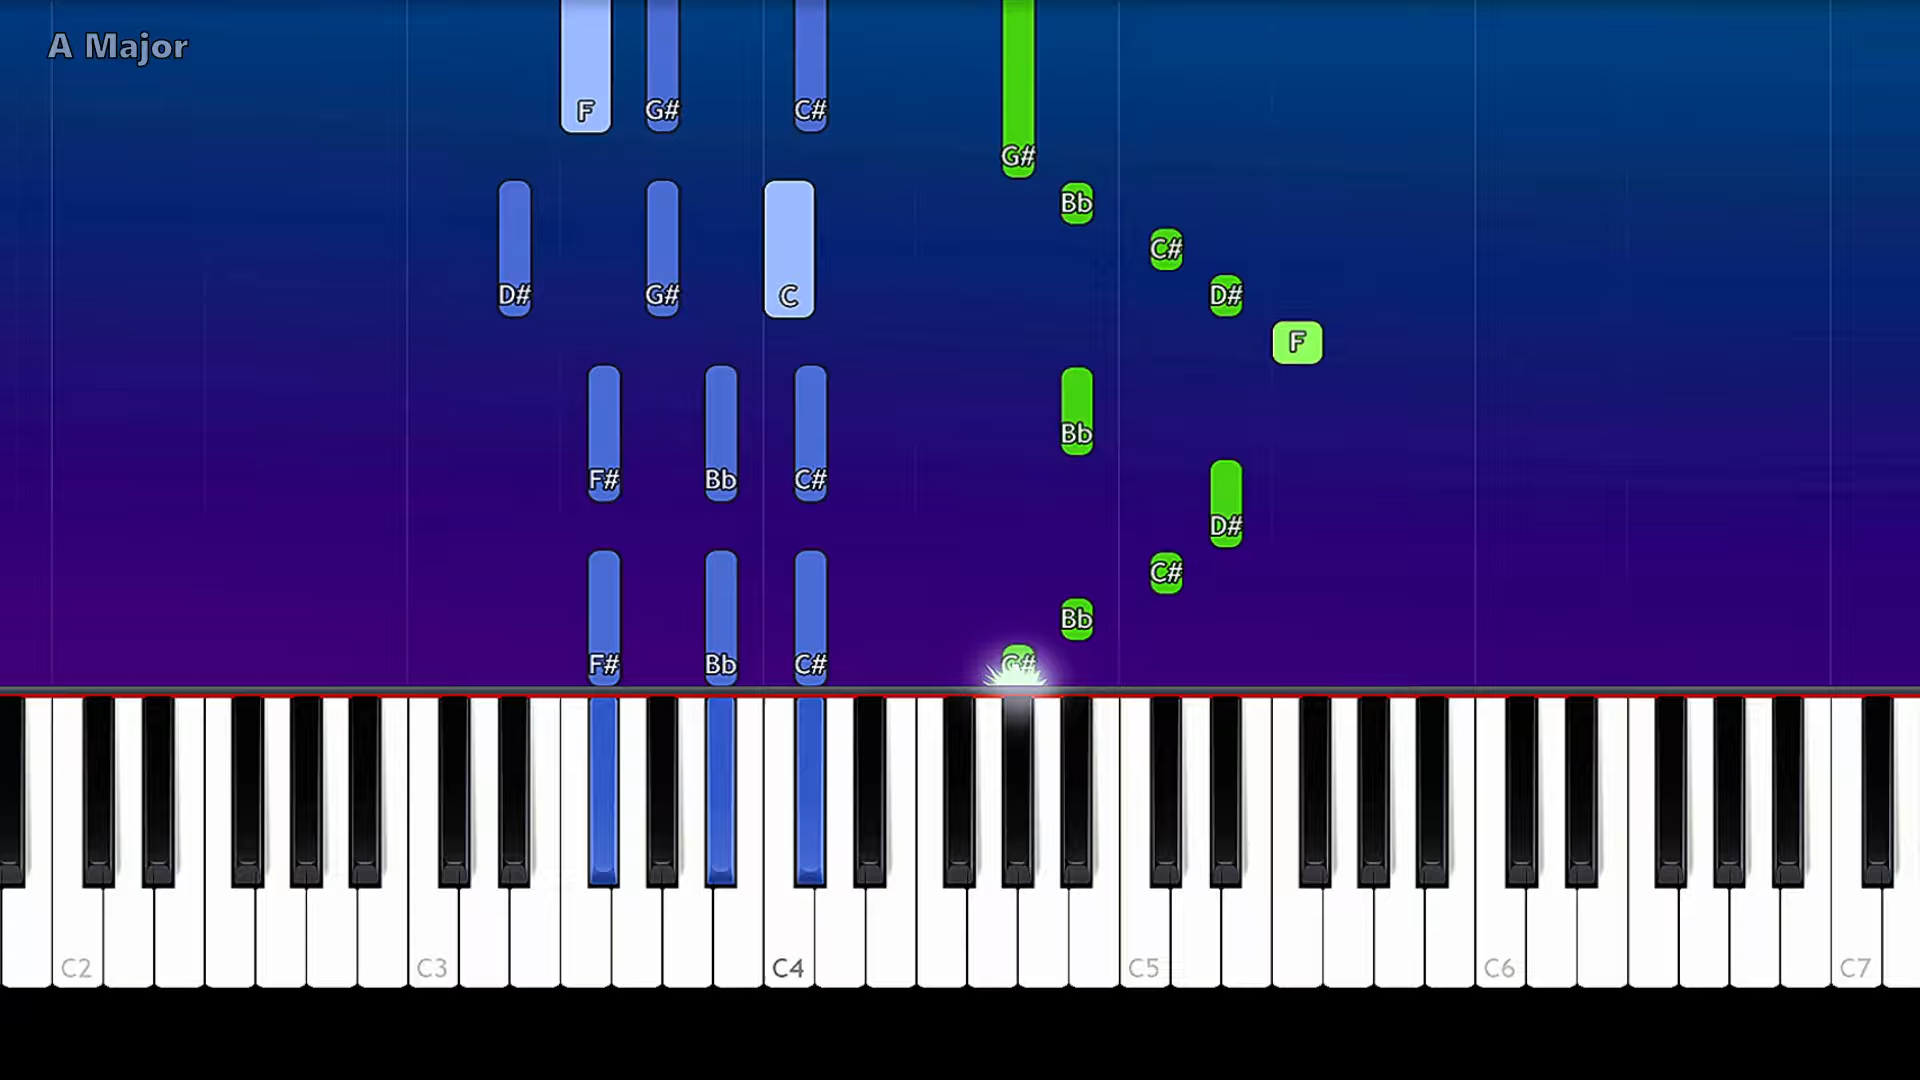 A Major
F G# C#
G#
Bb
C#
D# G# C D#
F
Bb
F# Bb C#
D#
C#
Bb
F# Bb C# G#
C2 C3 C4 C5 C6 C7